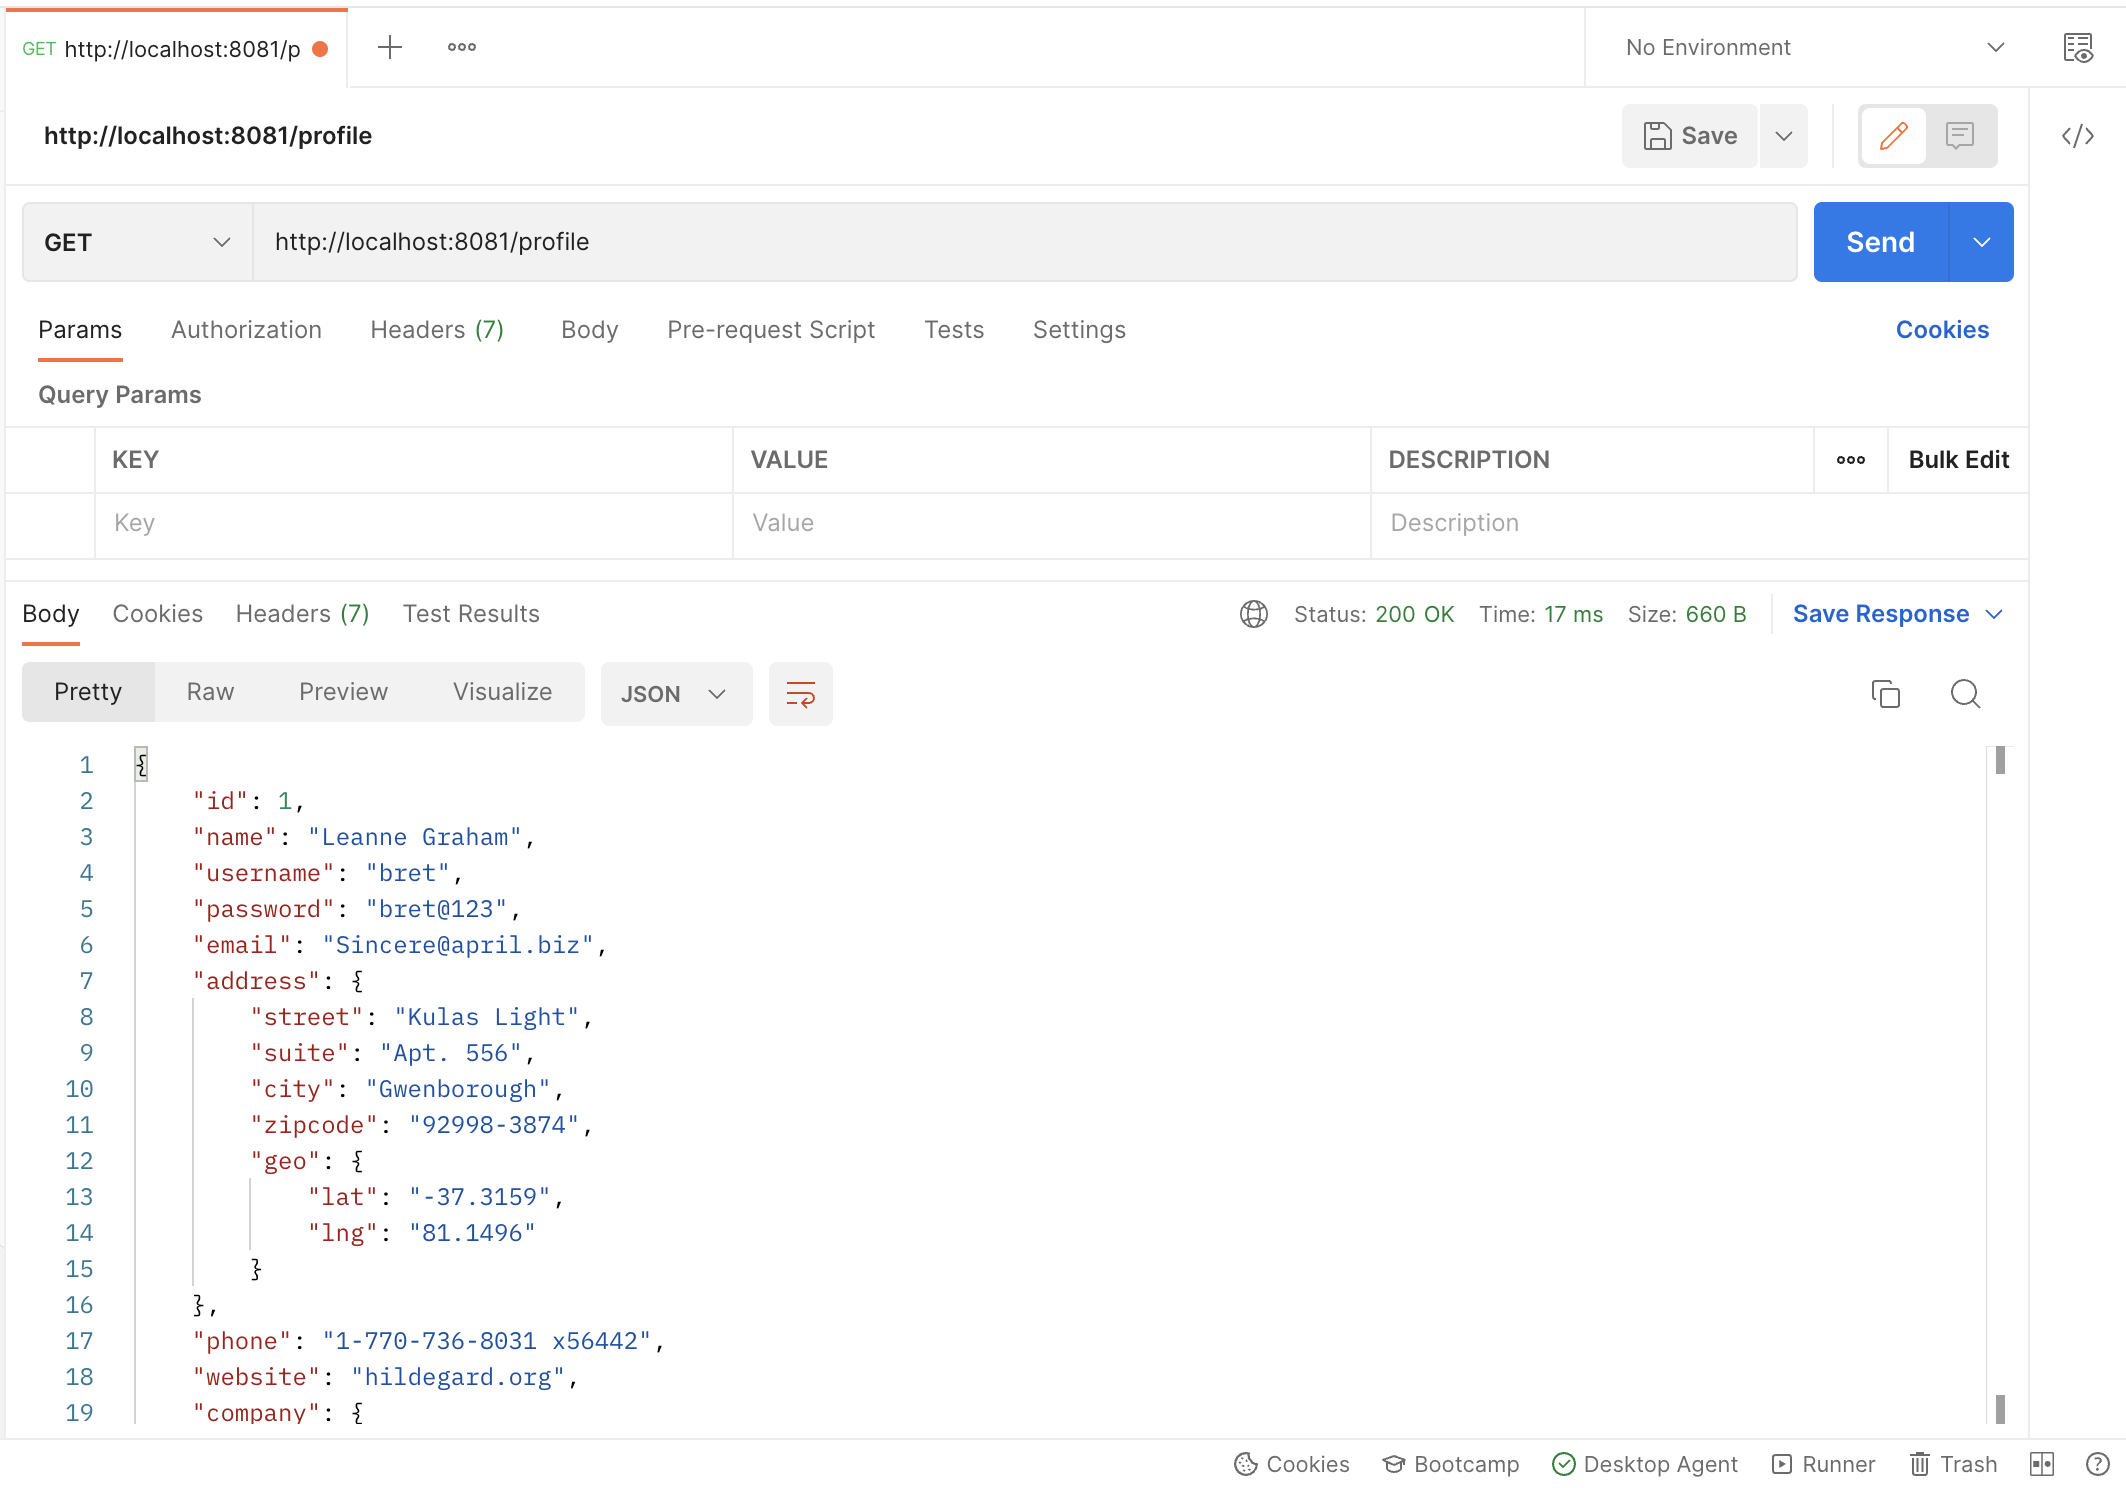 GET http://localhost:8081/p
No Environment
http://localhost:8081/profile
Save
GET http://localhost:8081/profile Send
Params Authorization Headers (7) Body Pre-request Script Tests Settings Cookies
Query Params
KEY VALUE DESCRIPTION Bulk Edit
Key Value Description
Body Cookies Headers (7) Test Results Status: 200 OK Time: 17 ms Size: 660 B Save Response
Pretty Raw Preview Visualize JSON
1 {
2 "id": 1,
3 "name": "Leanne Graham",
4 "username": "bret",
5 "password": "bret@123",
6 "email": "Sincere@april.biz",
7 "address": {
8 "street": "Kulas Light",
9 "suite": "Apt. 556",
10 "city": "Gwenborough",
11 "zipcode": "92998-3874",
12 "geo": {
13 "lat": "-37.3159",
14 "lng": "81.1496"
15 }
16 },
17 "phone": "1-770-736-8031 x56442",
18 "website": "hildegard.org",
19 "company": {
Cookies Bootcamp Desktop Agent Runner Trash